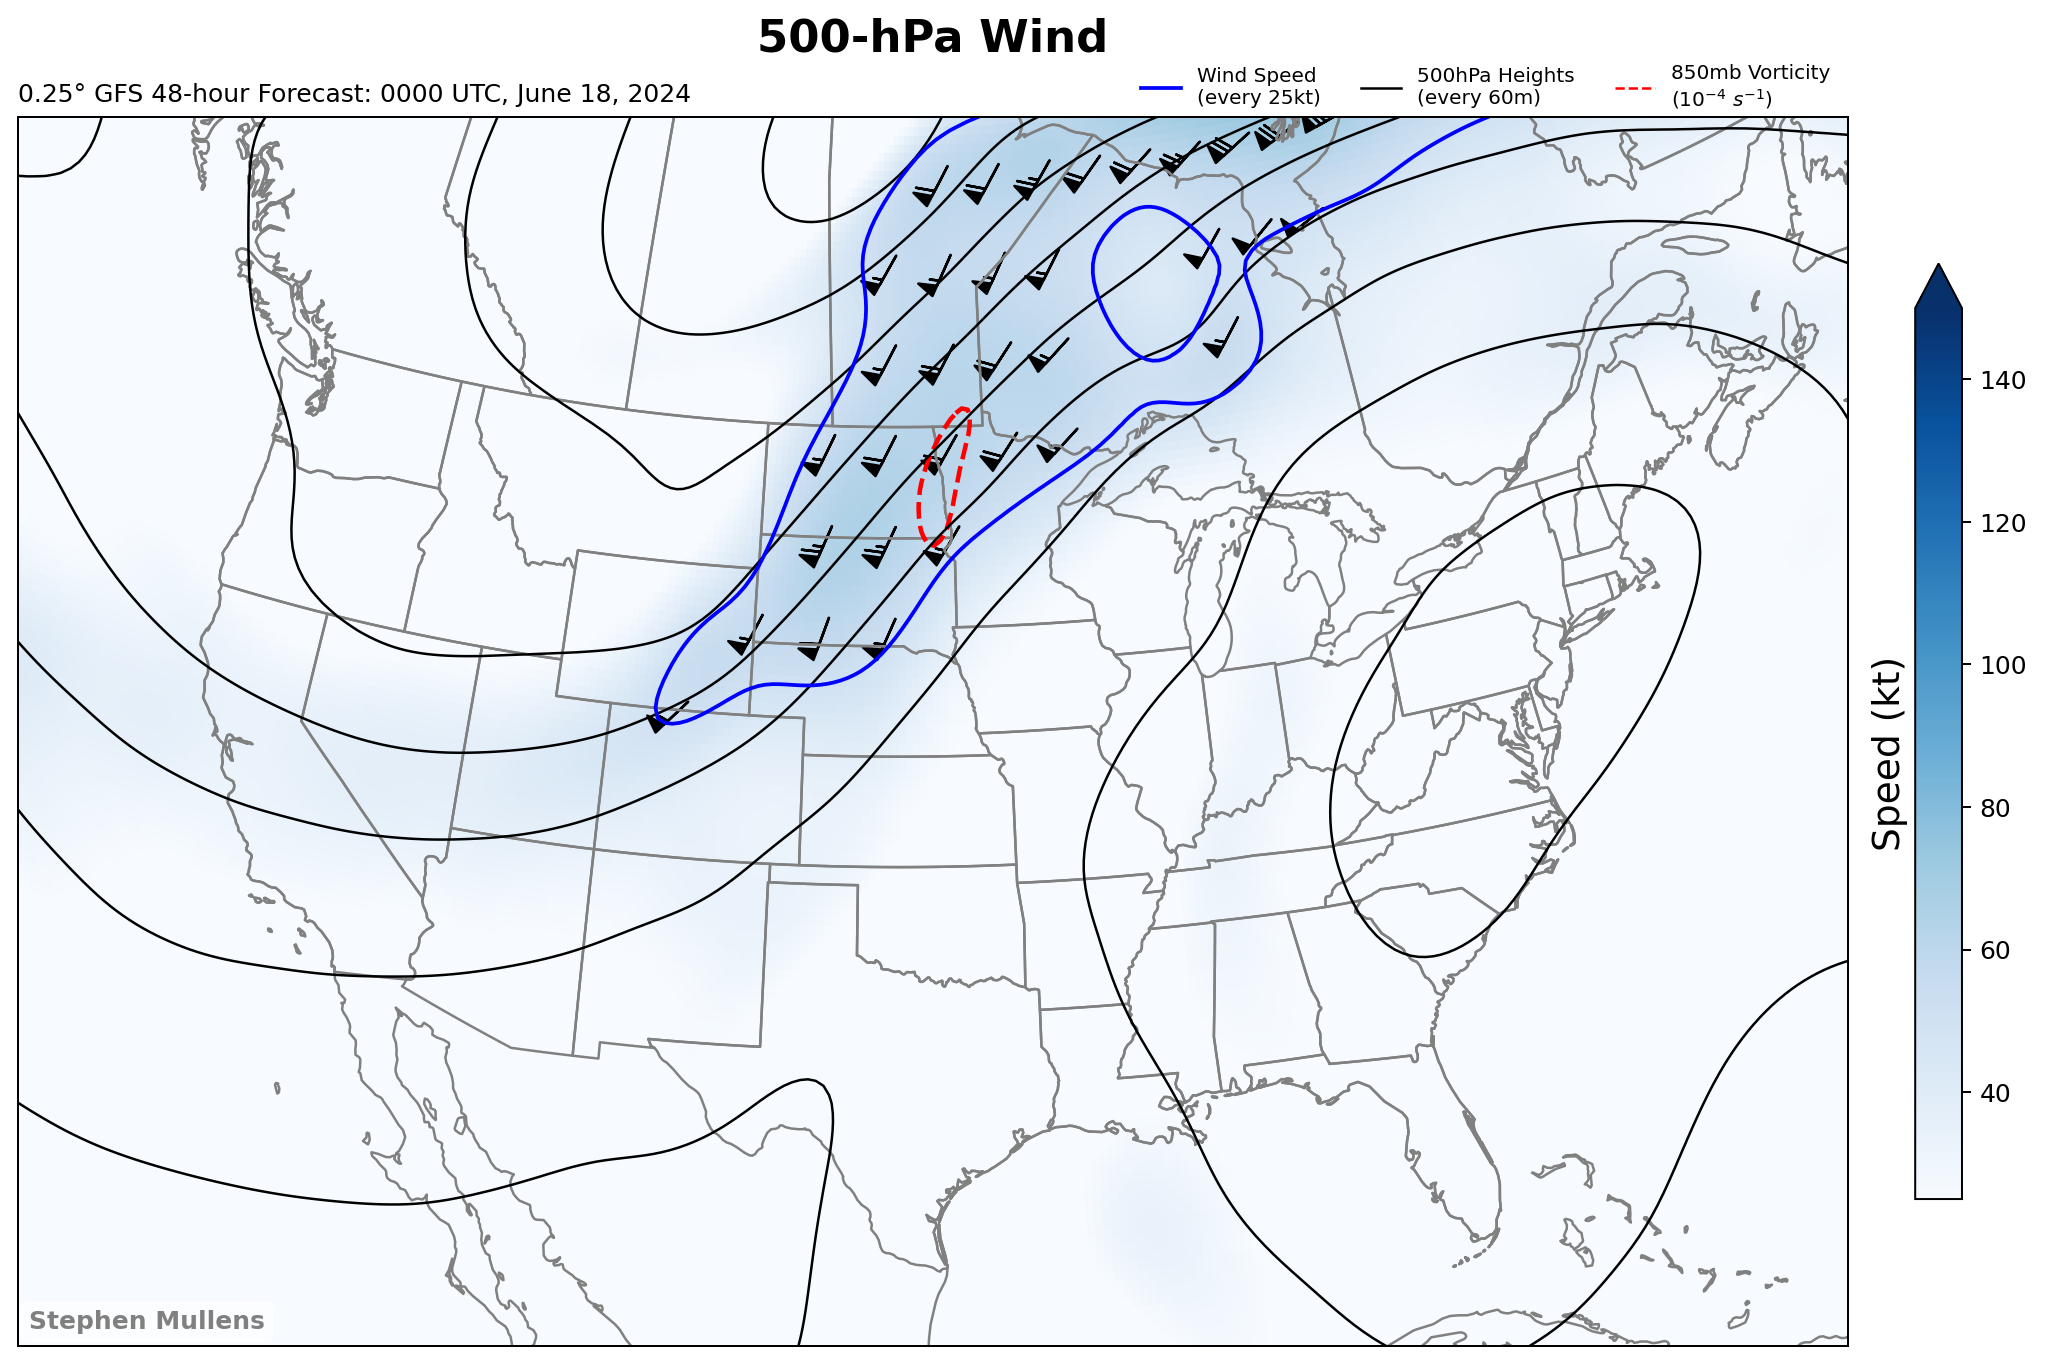 500-hPa Wind
0.25° GFS 48-hour Forecast: 0000 UTC, June 18, 2024
Wind Speed
(every 25kt)
500hPa Heights
(every 60m)
850mb Vorticity
(10⁻⁴ s⁻¹)
140
120
100
80
60
40
Speed (kt)
Stephen Mullens